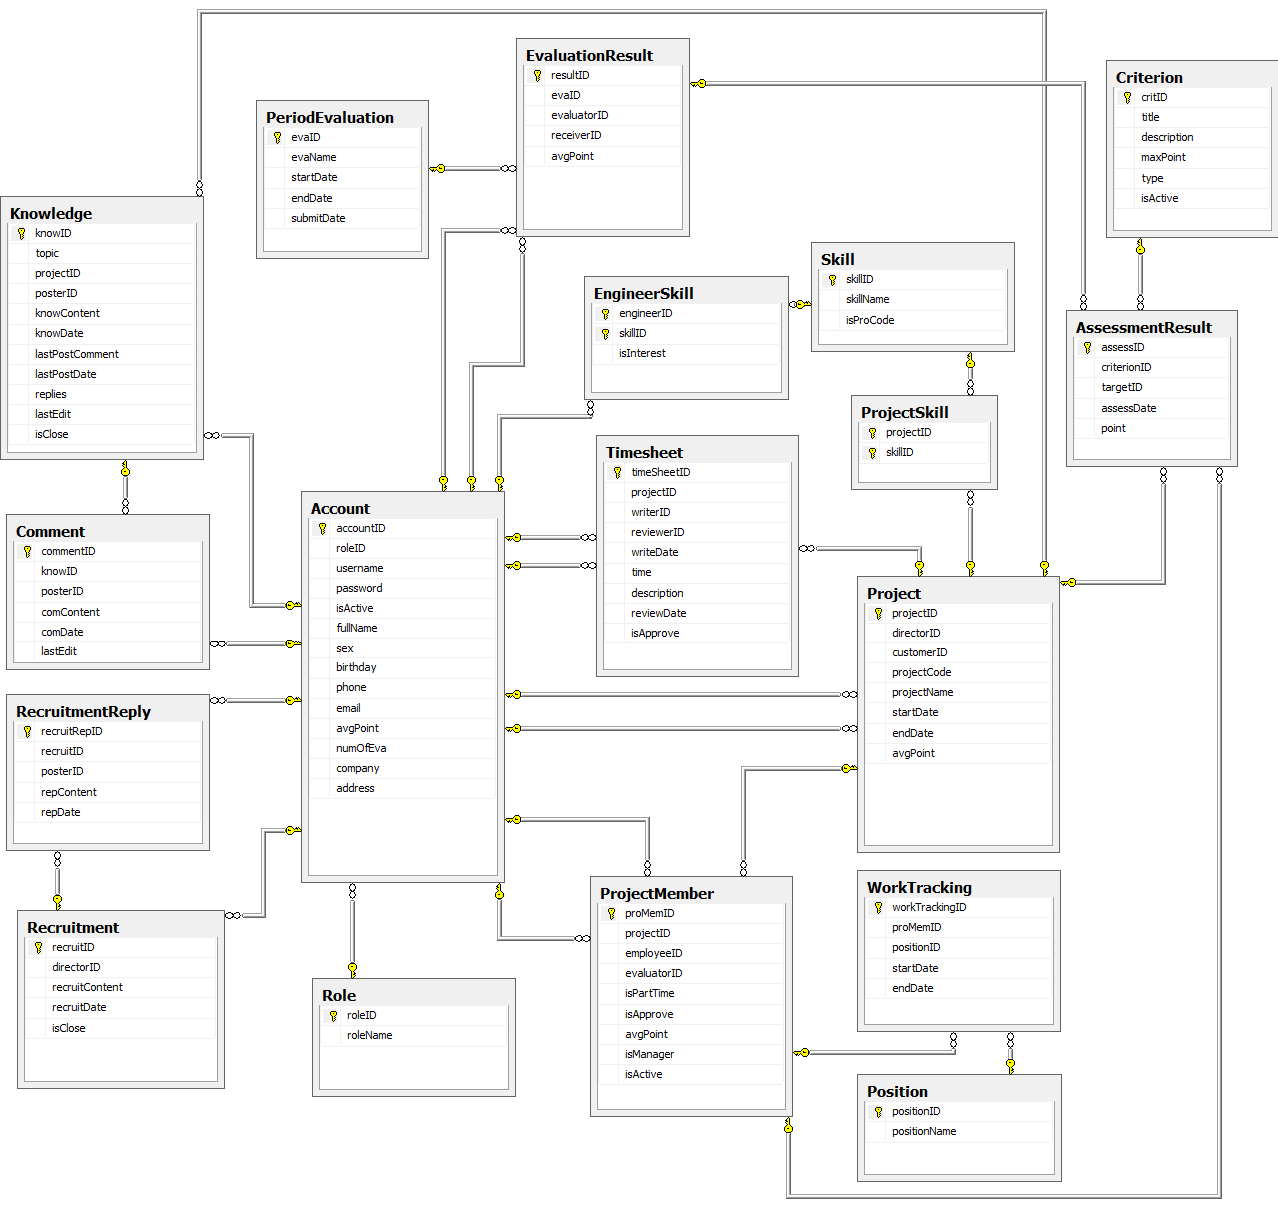 EvaluationResult
resultID
evaID
evaluatorID
receiverID
avgPoint
Criterion
critID
title
description
maxPoint
type
isActive
PeriodEvaluation
evaID
evaName
startDate
endDate
submitDate
Knowledge
knowID
topic
projectID
posterID
knowContent
knowDate
lastPostComment
lastPostDate
replies
lastEdit
isClose
Skill
skillID
skillName
isProCode
EngineerSkill
engineerID
skillID
isInterest
AssessmentResult
assessID
criterionID
targetID
assessDate
point
ProjectSkill
projectID
skillID
Timesheet
timeSheetID
projectID
writerID
reviewerID
writeDate
time
description
reviewDate
isApprove
Account
accountID
roleID
username
password
isActive
fullName
sex
birthday
phone
email
avgPoint
numOfEva
company
address
Comment
commentID
knowID
posterID
comContent
comDate
lastEdit
Project
projectID
directorID
customerID
projectCode
projectName
startDate
endDate
avgPoint
RecruitmentReply
recruitRepID
recruitID
posterID
repContent
repDate
ProjectMember
proMemID
projectID
employeeID
evaluatorID
isPartTime
isApprove
avgPoint
isManager
isActive
WorkTracking
workTrackingID
proMemID
positionID
startDate
endDate
Recruitment
recruitID
directorID
recruitContent
recruitDate
isClose
Role
roleID
roleName
Position
positionID
positionName